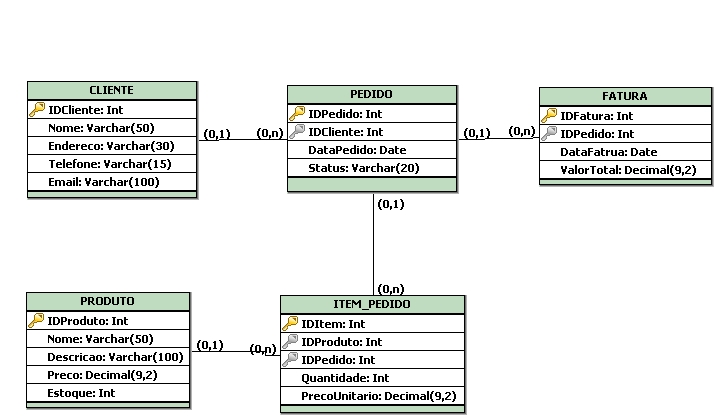 CLIENTE
IDCliente: Int
Nome: Varchar(50)
Endereco: Varchar(30)
Telefone: Varchar(15)
Email: Varchar(100)
(0,1)
(0,n)
PEDIDO
IDPedido: Int
IDCliente: Int
DataPedido: Date
Status: Varchar(20)
(0,1)
(0,n)
FATURA
IDFatura: Int
IDPedido: Int
DataFatrua: Date
ValorTotal: Decimal(9,2)
(0,1)
(0,n)
PRODUTO
IDProduto: Int
Nome: Varchar(50)
Descricao: Varchar(100)
Preco: Decimal(9,2)
Estoque: Int
(0,1)
(0,n)
ITEM_PEDIDO
IDItem: Int
IDProduto: Int
IDPedido: Int
Quantidade: Int
PrecoUnitario: Decimal(9,2)